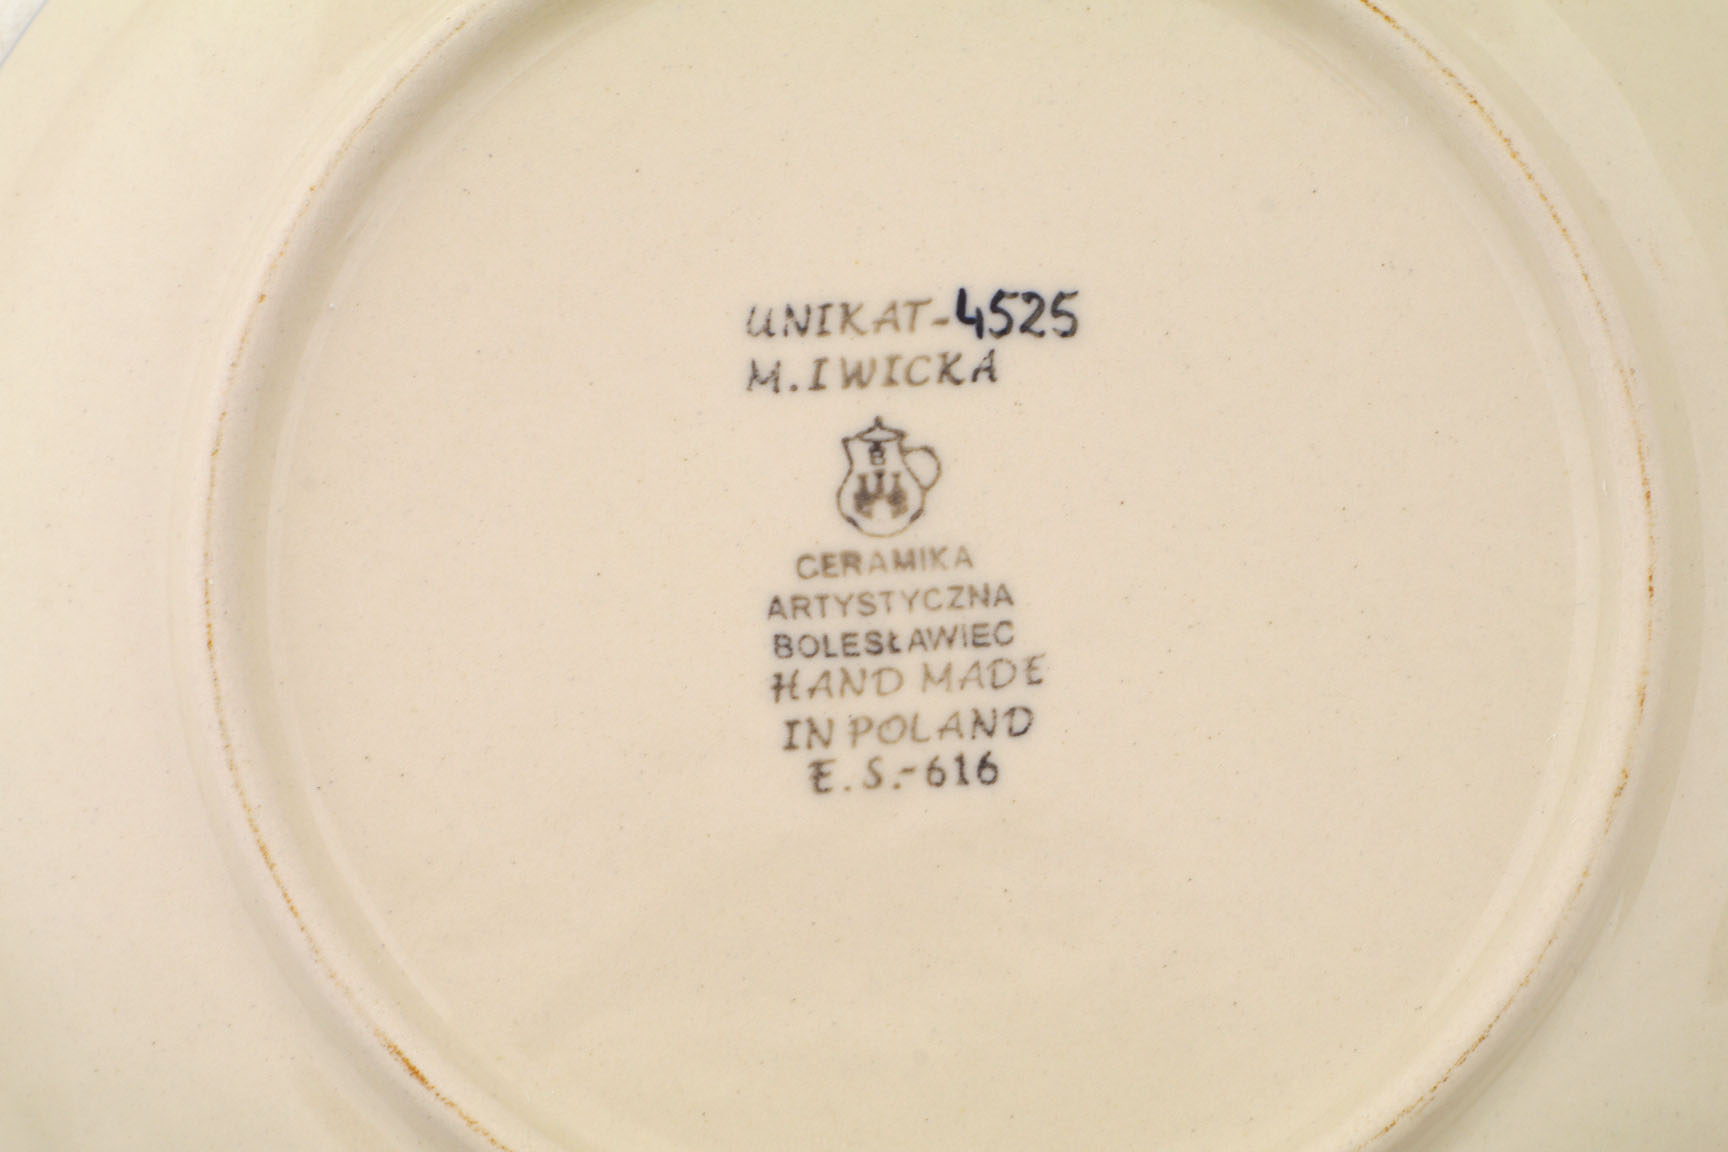 UNIKAT-4525
M. IWICKA
B
CERAMIKA
ARTYSTYCZNA
BOLESŁAWIEC
HAND MADE
IN POLAND
E.S.-616